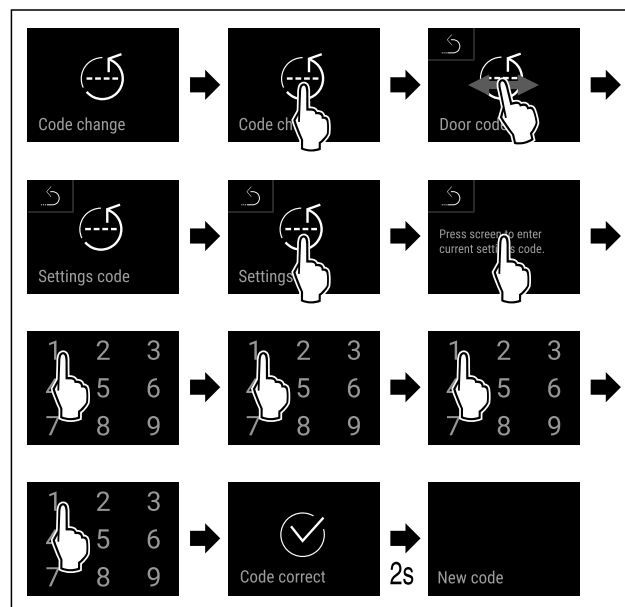 Code change
Code ch
Door code
Settings code
Settings
Press screen to enter
current settings code.
1 2 3
4 5 6
7 8 9
1 2 3
4 5 6
7 8 9
1 2 3
4 5 6
7 8 9
1 2 3
4 5 6
7 8 9
Code correct
2s
New code